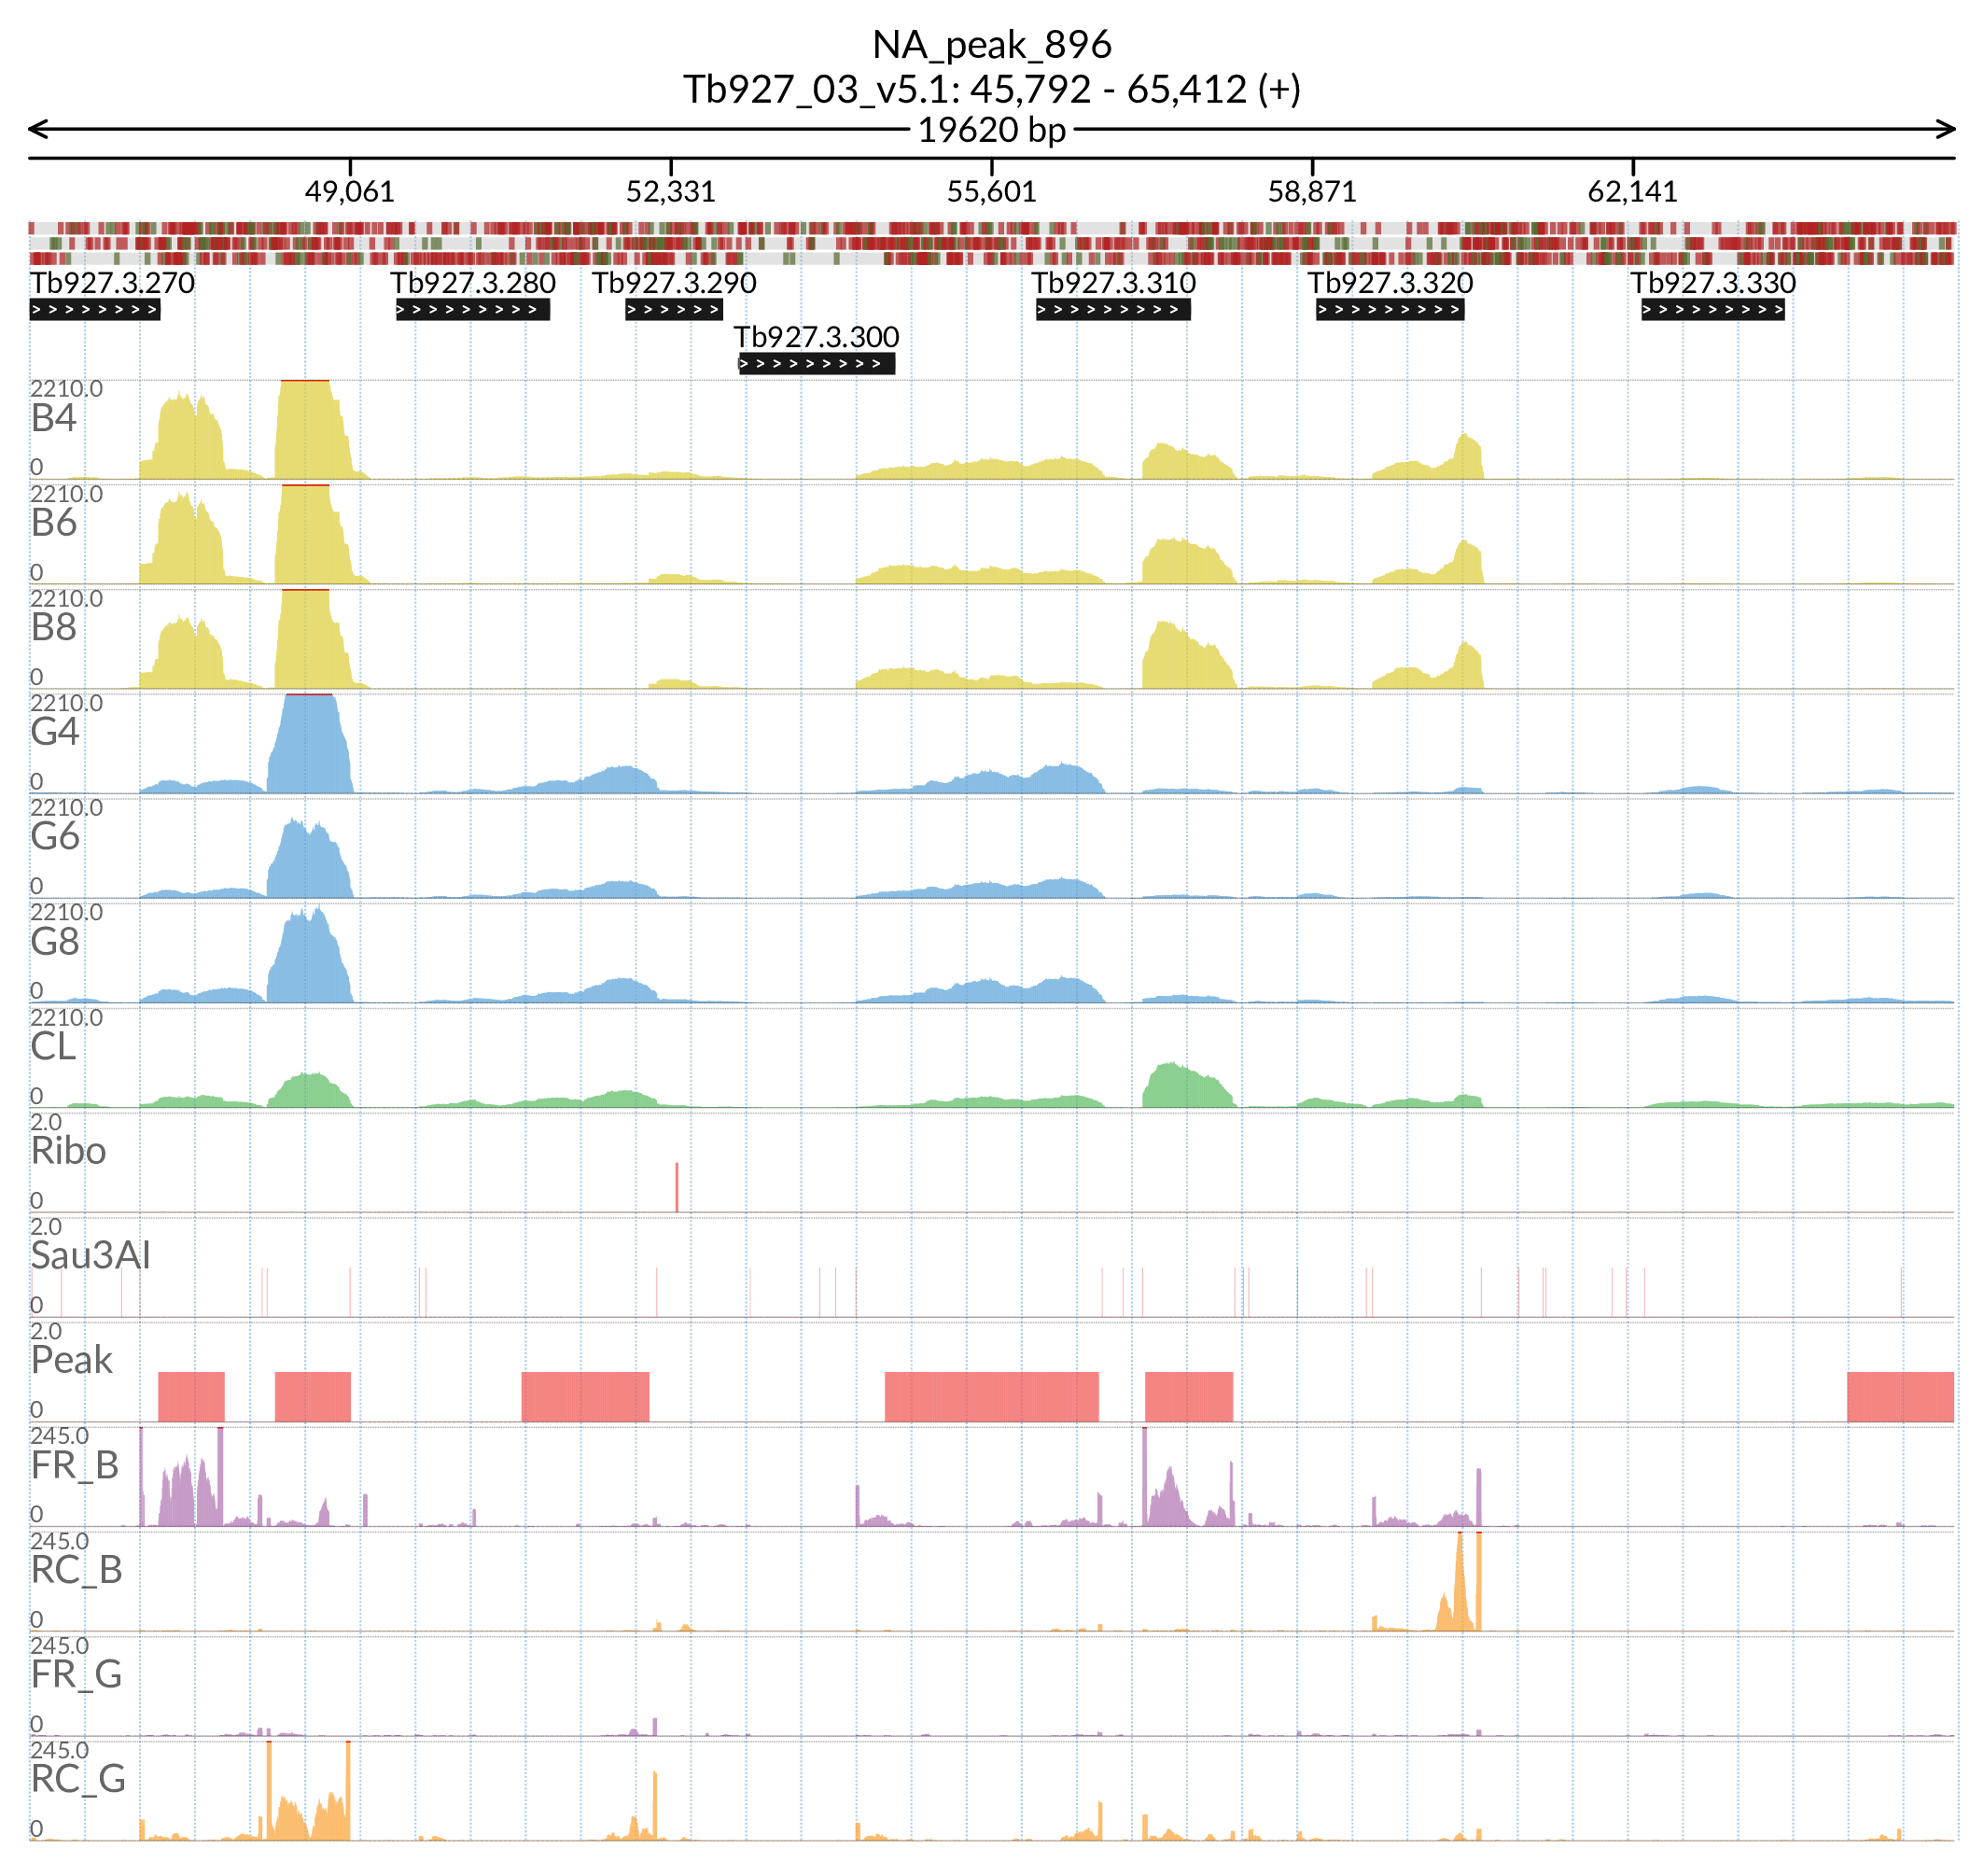 NA_peak_896
Tb927_03_v5.1: 45,792 - 65,412 (+)
19620 bp
49,061 52,331 55,601 58,871 62,141
Tb927.3.270 Tb927.3.280 Tb927.3.290 Tb927.3.310 Tb927.3.320 Tb927.3.330
Tb927.3.300
2210.0
B4
0
2210.0
B6
0
2210.0
B8
0
2210.0
G4
0
2210.0
G6
0
2210.0
G8
0
2210.0
CL
0
2.0
Ribo
0
2.0
Sau3AI
0
2.0
Peak
0
245.0
FR_B
0
245.0
RC_B
0
245.0
FR_G
0
245.0
RC_G
0